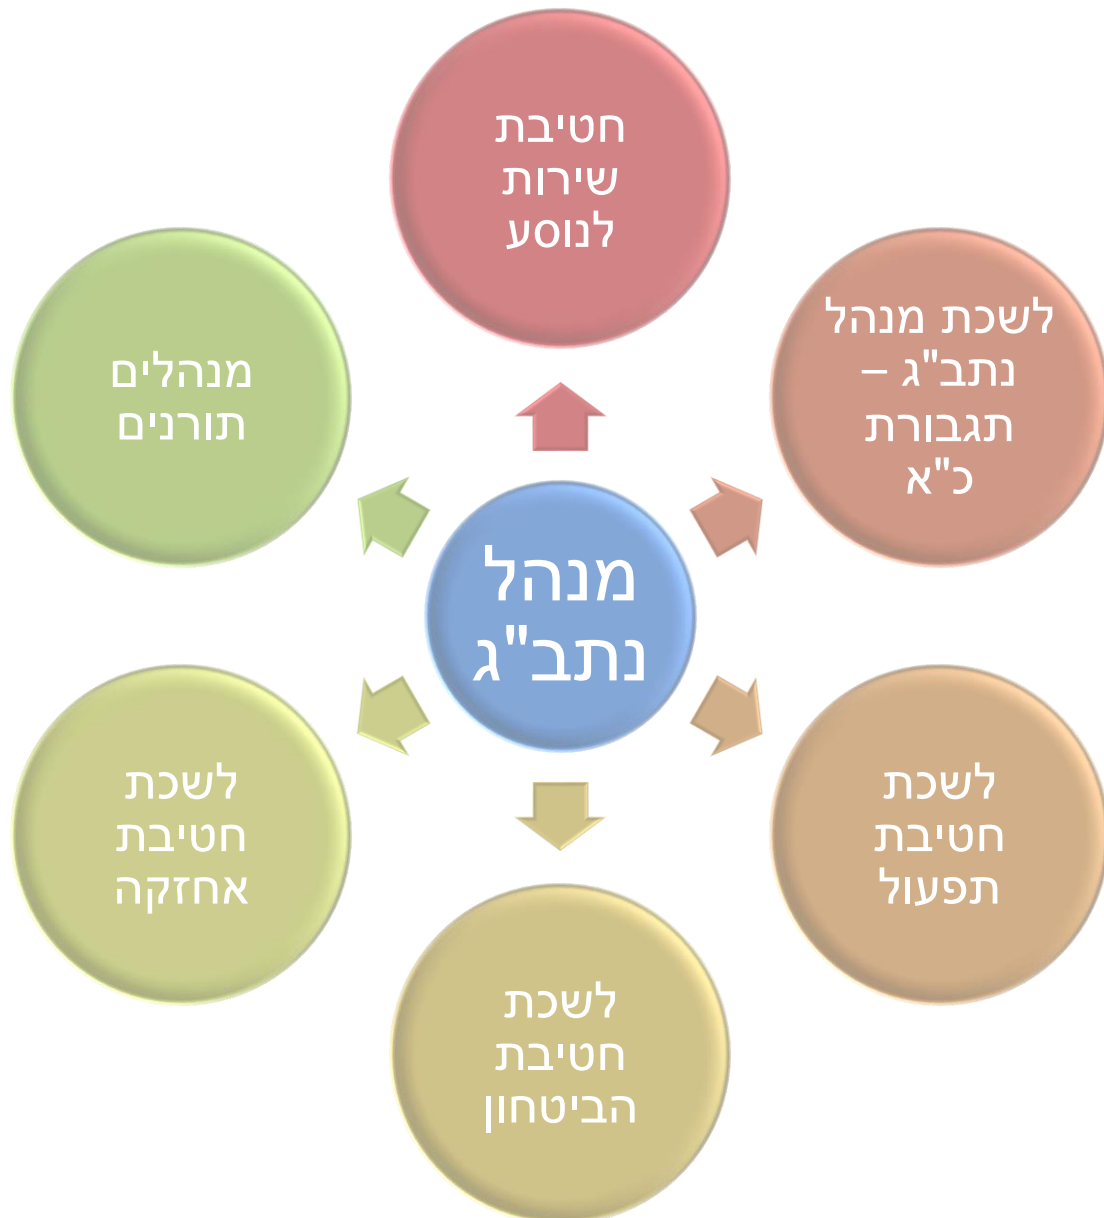 חטיבת
שירות
לנוסע
לשכת מנהל
נתב"ג –
תגבורת
כ"א
מנהלים
תורנים
מנהל
נתב"ג
לשכת
חטיבת
תפעול
לשכת
חטיבת
אחזקה
לשכת
חטיבת
הביטחון